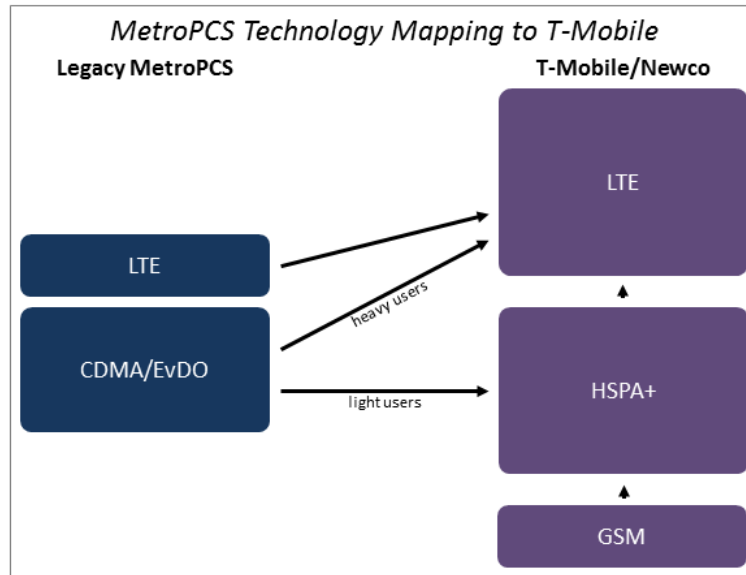 MetroPCS Technology Mapping to T-Mobile
Legacy MetroPCS
T-Mobile/Newco
LTE
LTE
heavy users
CDMA/EvDO
light users
HSPA+
GSM